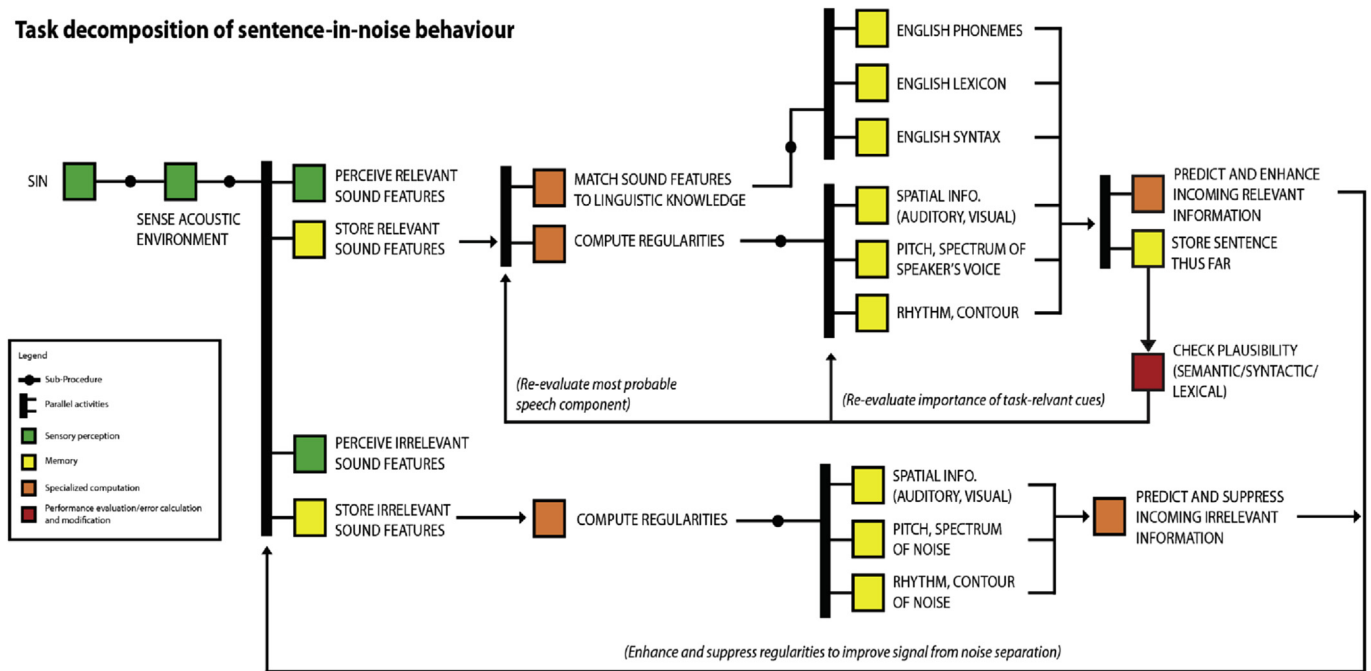 Task decomposition of sentence-in-noise behaviour
SIN
SENSE ACOUSTIC
ENVIRONMENT
PERCEIVE RELEVANT
SOUND FEATURES
STORE RELEVANT
SOUND FEATURES
MATCH SOUND FEATURES
TO LINGUISTIC KNOWLEDGE
COMPUTE REGULARITIES
ENGLISH PHONEMES
ENGLISH LEXICON
ENGLISH SYNTAX
SPATIAL INFO.
(AUDITORY, VISUAL)
PITCH, SPECTRUM OF
SPEAKER'S VOICE
RHYTHM, CONTOUR
PREDICT AND ENHANCE
INCOMING RELEVANT
INFORMATION
STORE SENTENCE
THUS FAR
CHECK PLAUSIBILITY
(SEMANTIC/SYNTACTIC/
LEXICAL)
(Re-evaluate most probable
speech component)
(Re-evaluate importance of task-relvant cues)
Legend
Sub-Procedure
Parallel activities
Sensory perception
Memory
Specialized computation
Performance evaluation/error calculation
and modification
PERCEIVE IRRELEVANT
SOUND FEATURES
STORE IRRELEVANT
SOUND FEATURES
COMPUTE REGULARITIES
SPATIAL INFO.
(AUDITORY, VISUAL)
PITCH, SPECTRUM
OF NOISE
RHYTHM, CONTOUR
OF NOISE
PREDICT AND SUPPRESS
INCOMING IRRELEVANT
INFORMATION
(Enhance and suppress regularities to improve signal from noise separation)